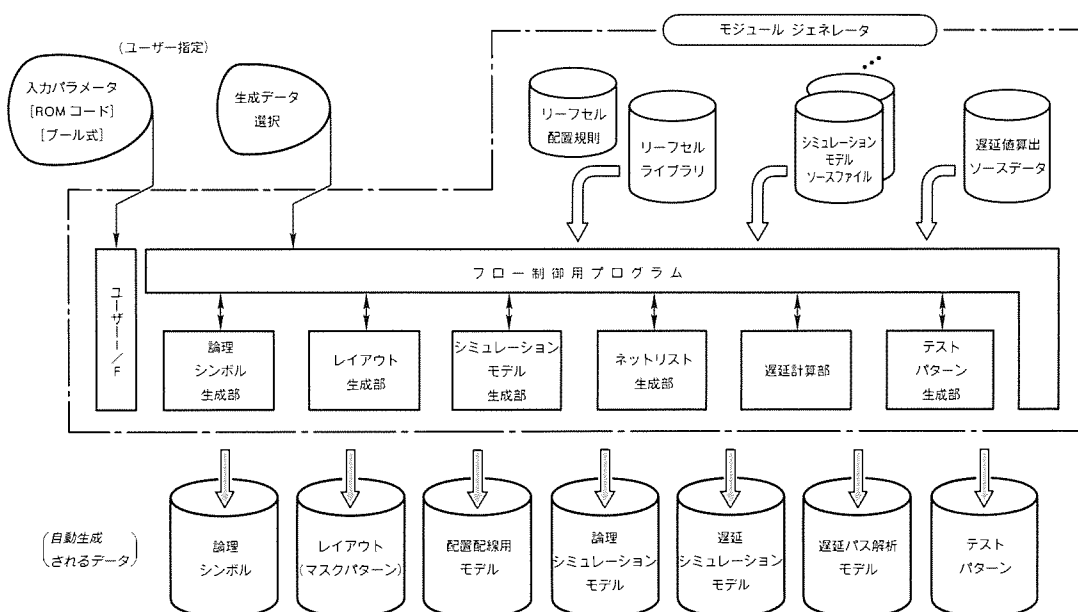 モジュール ジェネレータ
(ユーザー指定)
入力パラメータ
[ROMコード]
[ブール式]
生成データ
選択
リーフセル
配置規則
リーフセル
ライブラリ
シミュレーション
モデル
ソースファイル
遅延値算出
ソースデータ
フロー制御用プログラム
ユーザーI/F
論理
シンボル
生成部
レイアウト
生成部
シミュレーション
モデル
生成部
ネットリスト
生成部
遅延計算部
テスト
パターン
生成部
(自動生成
されるデータ)
論理
シンボル
レイアウト
(マスクパターン)
配置配線用
モデル
論理
シミュレーション
モデル
遅延
シミュレーション
モデル
遅延パス解析
モデル
テスト
パターン